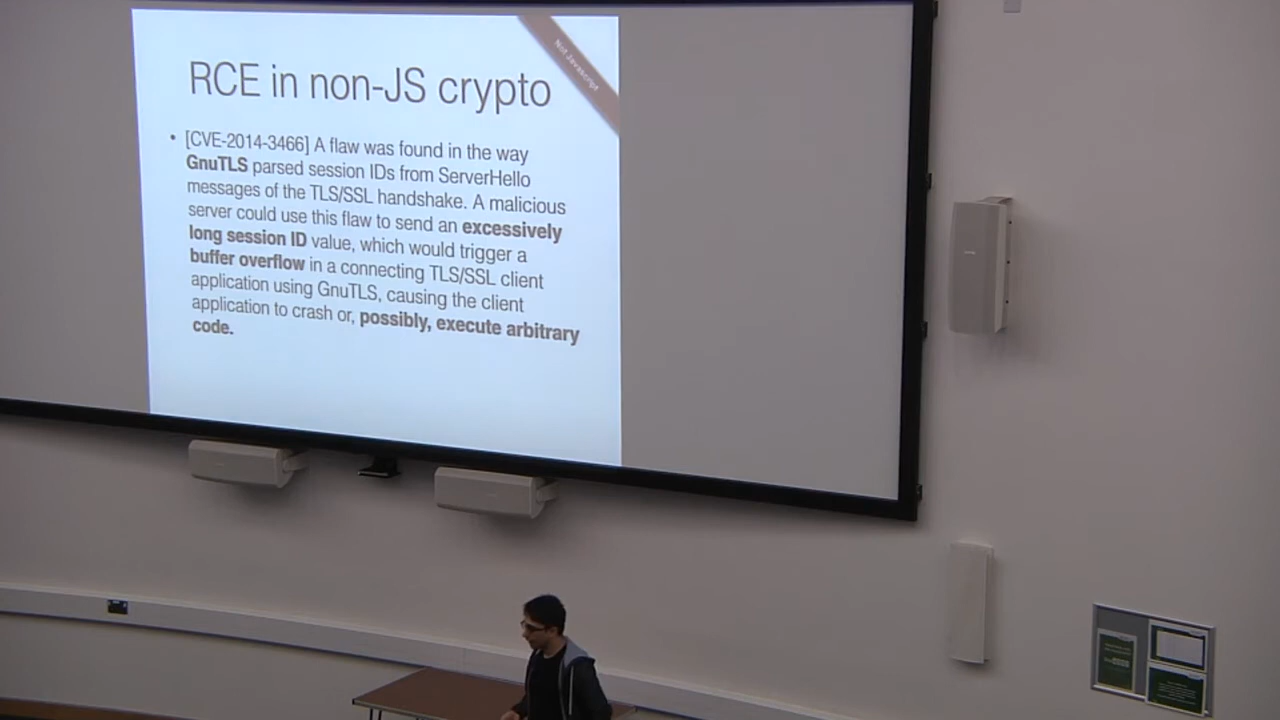 Not Javascript
RCE in non-JS crypto
• [CVE-2014-3466] A flaw was found in the way
GnuTLS parsed session IDs from ServerHello
messages of the TLS/SSL handshake. A malicious
server could use this flaw to send an excessively
long session ID value, which would trigger a
buffer overflow in a connecting TLS/SSL client
application using GnuTLS, causing the client
application to crash or, possibly, execute arbitrary
code.